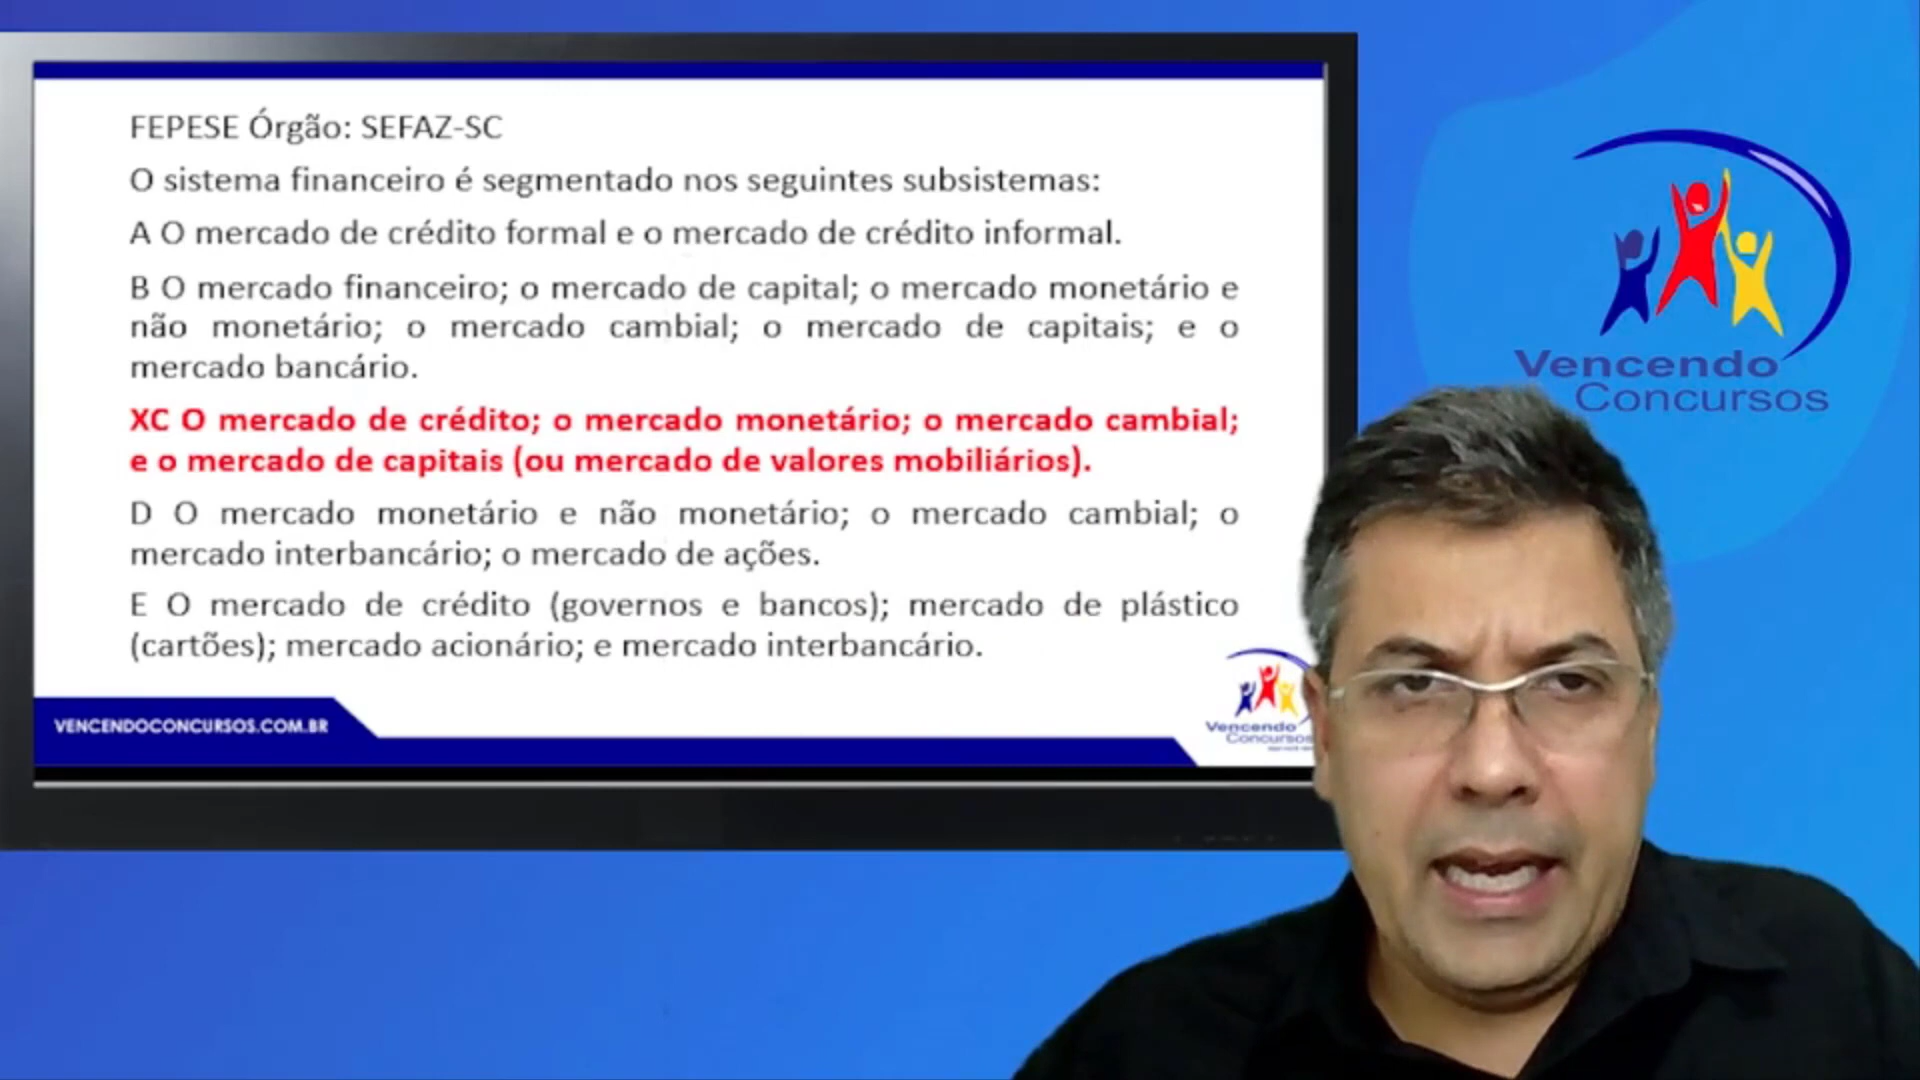 FEPESE Órgão: SEFAZ-SC
O sistema financeiro é segmentado nos seguintes subsistemas:
A O mercado de crédito formal e o mercado de crédito informal.
B O mercado financeiro; o mercado de capital; o mercado monetário e
não monetário; o mercado cambial; o mercado de capitais; e o
mercado bancário.
XC O mercado de crédito; o mercado monetário; o mercado cambial;
e o mercado de capitais (ou mercado de valores mobiliários).
D O mercado monetário e não monetário; o mercado cambial; o
mercado interbancário; o mercado de ações.
E O mercado de crédito (governos e bancos); mercado de plástico
(cartões); mercado acionário; e mercado interbancário.
VENCENDOCONCURSOS.COM.BR
Vencendo
Concursos
Vencendo
Concursos